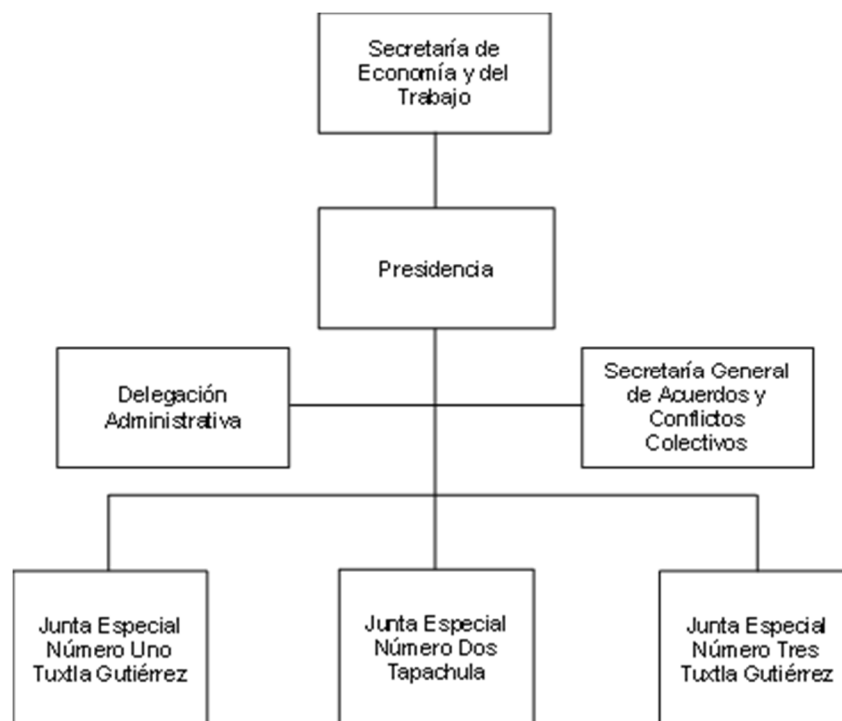 Secretaría de
Economía y del
Trabajo
Presidencia
Delegación
Administrativa
Secretaría General
de Acuerdos y
Conflictos
Colectivos
Junta Especial
Número Uno
Tuxtla Gutiérrez
Junta Especial
Número Dos
Tapachula
Junta Especial
Número Tres
Tuxtla Gutiérrez